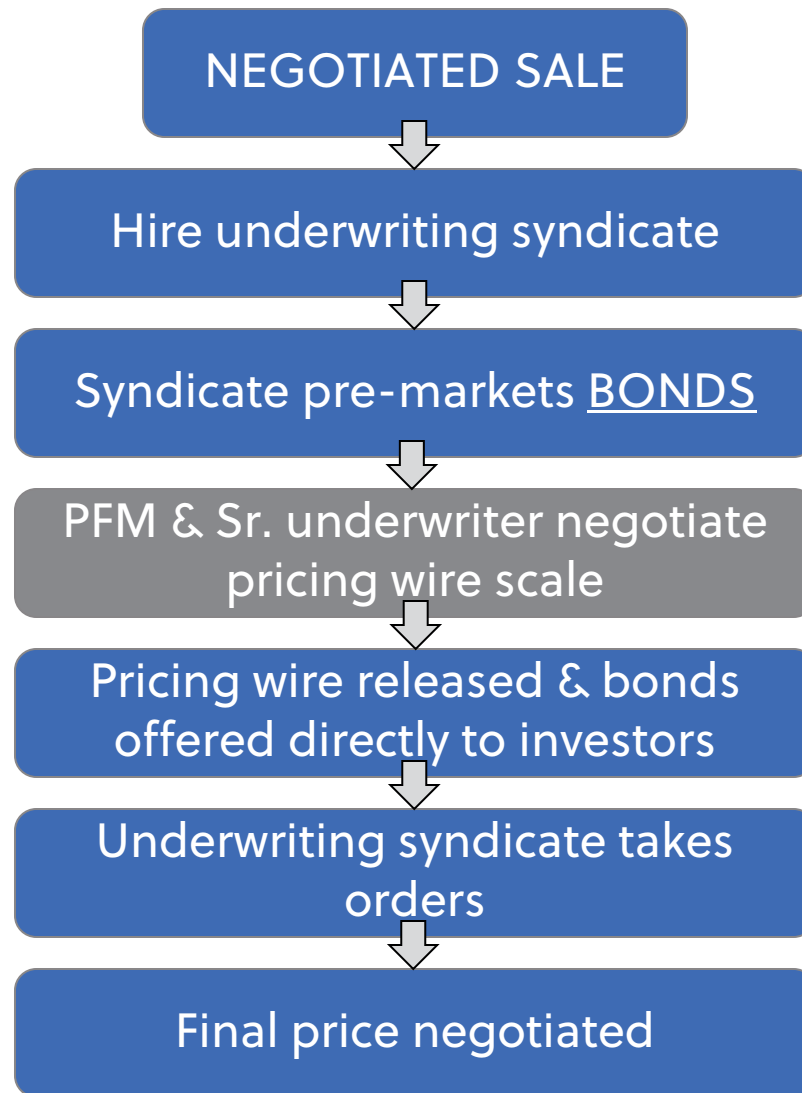 NEGOTIATED SALE
Hire underwriting syndicate
Syndicate pre-markets BONDS
PFM & Sr. underwriter negotiate
pricing wire scale
Pricing wire released & bonds
offered directly to investors
Underwriting syndicate takes
orders
Final price negotiated